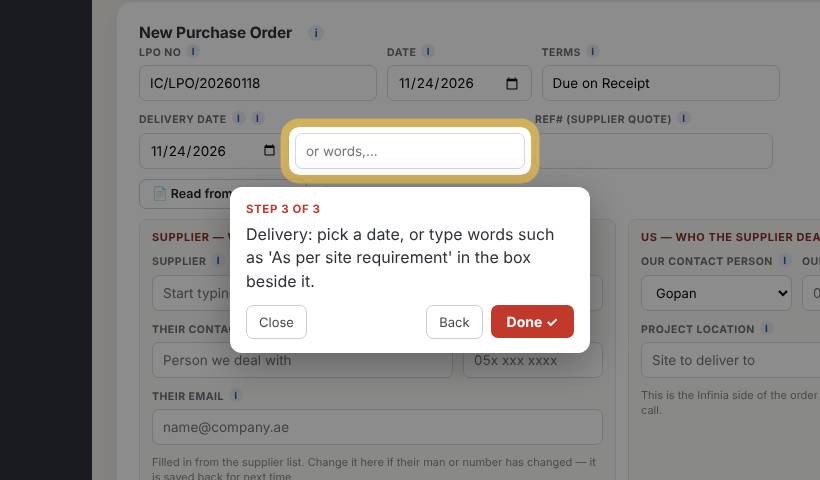 New Purchase Order i
LPO NO i
DATE i
TERMS i
IC/LPO/20260118
11/24/2026
Due on Receipt
DELIVERY DATE i i
REF# (SUPPLIER QUOTE) i
11/24/2026
or words,...
Read from
STEP 3 OF 3
Delivery: pick a date, or type words such
as 'As per site requirement' in the box
beside it.
Close
Back
Done ✓
SUPPLIER —
US — WHO THE SUPPLIER DEA
SUPPLIER i
OUR CONTACT PERSON i
OU
Start typin
Gopan
0
THEIR CONTA
PROJECT LOCATION i
Person we deal with
05x xxx xxxx
Site to deliver to
THEIR EMAIL i
This is the Infinia side of the order
call.
name@company.ae
Filled in from the supplier list. Change it here if their man or number has changed — it
is saved back for next time